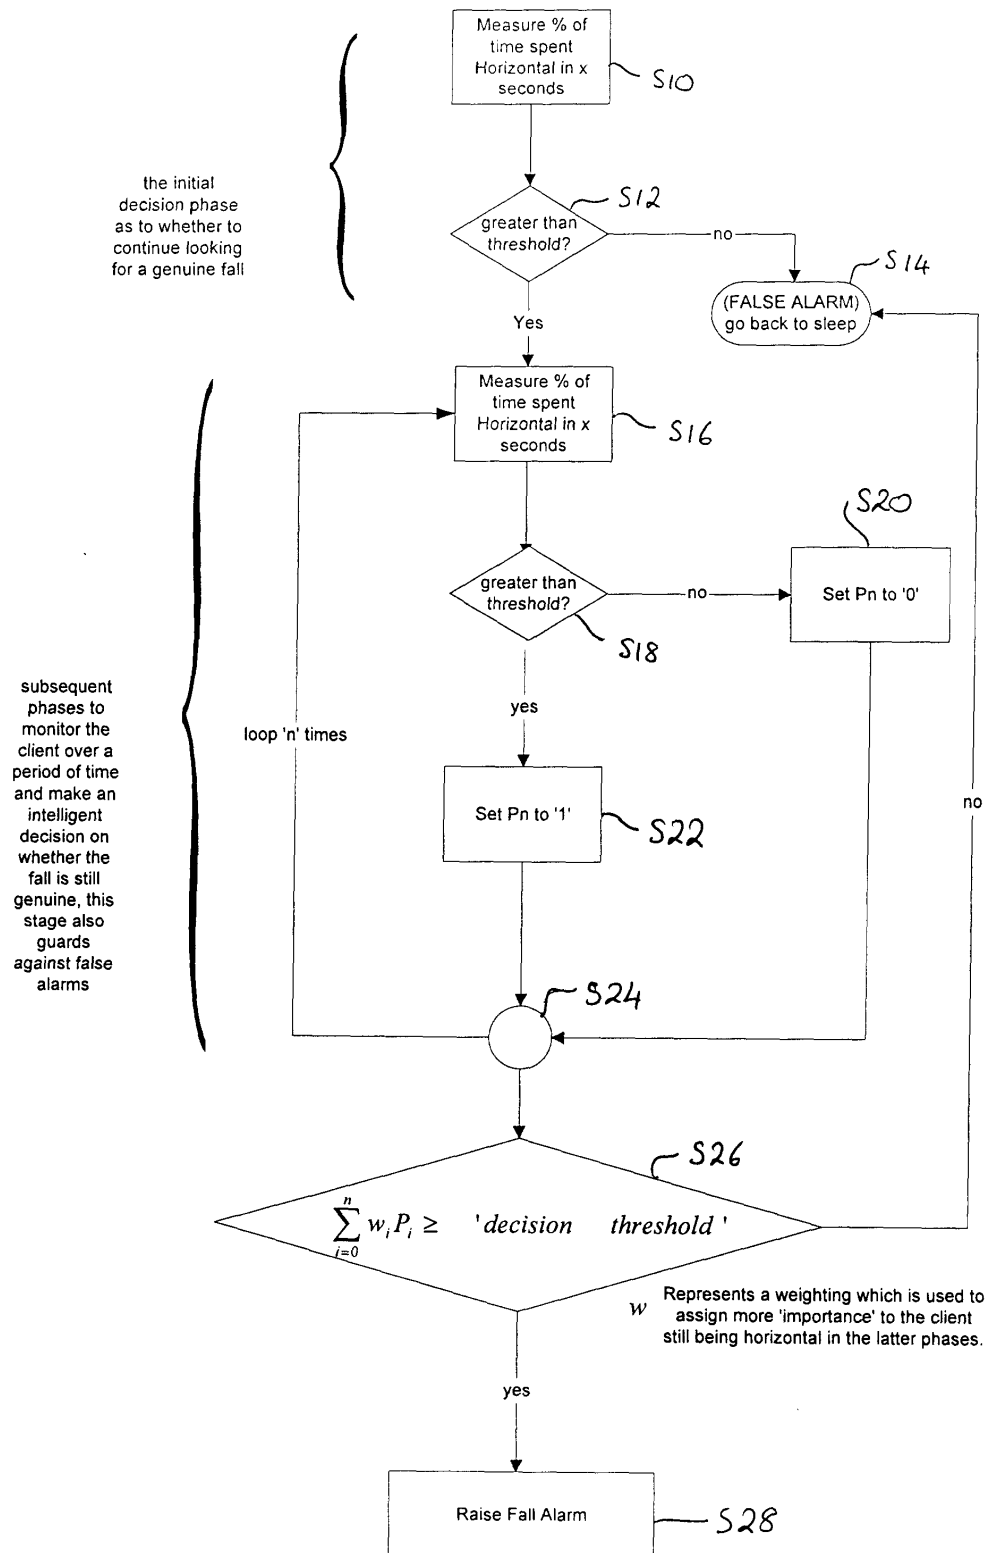 Measure % of
time spent
Horizontal in x
seconds
S10
the initial
decision phase
as to whether to
continue looking
for a genuine fall
S12
greater than
threshold?
no
S14
(FALSE ALARM)
go back to sleep
Yes
Measure % of
time spent
Horizontal in x
seconds
S16
S20
greater than
threshold?
no
Set Pn to '0'
S18
subsequent
phases to
monitor the
client over a
period of time
and make an
intelligent
decision on
whether the
fall is still
genuine, this
stage also
guards
against false
alarms
loop 'n' times
yes
no
Set Pn to '1'
S22
S24
S26
\sum_{i=0}^{n} w_i P_i ≥ 'decision threshold'
w Represents a weighting which is used to
assign more 'importance' to the client
still being horizontal in the latter phases.
yes
Raise Fall Alarm
S28